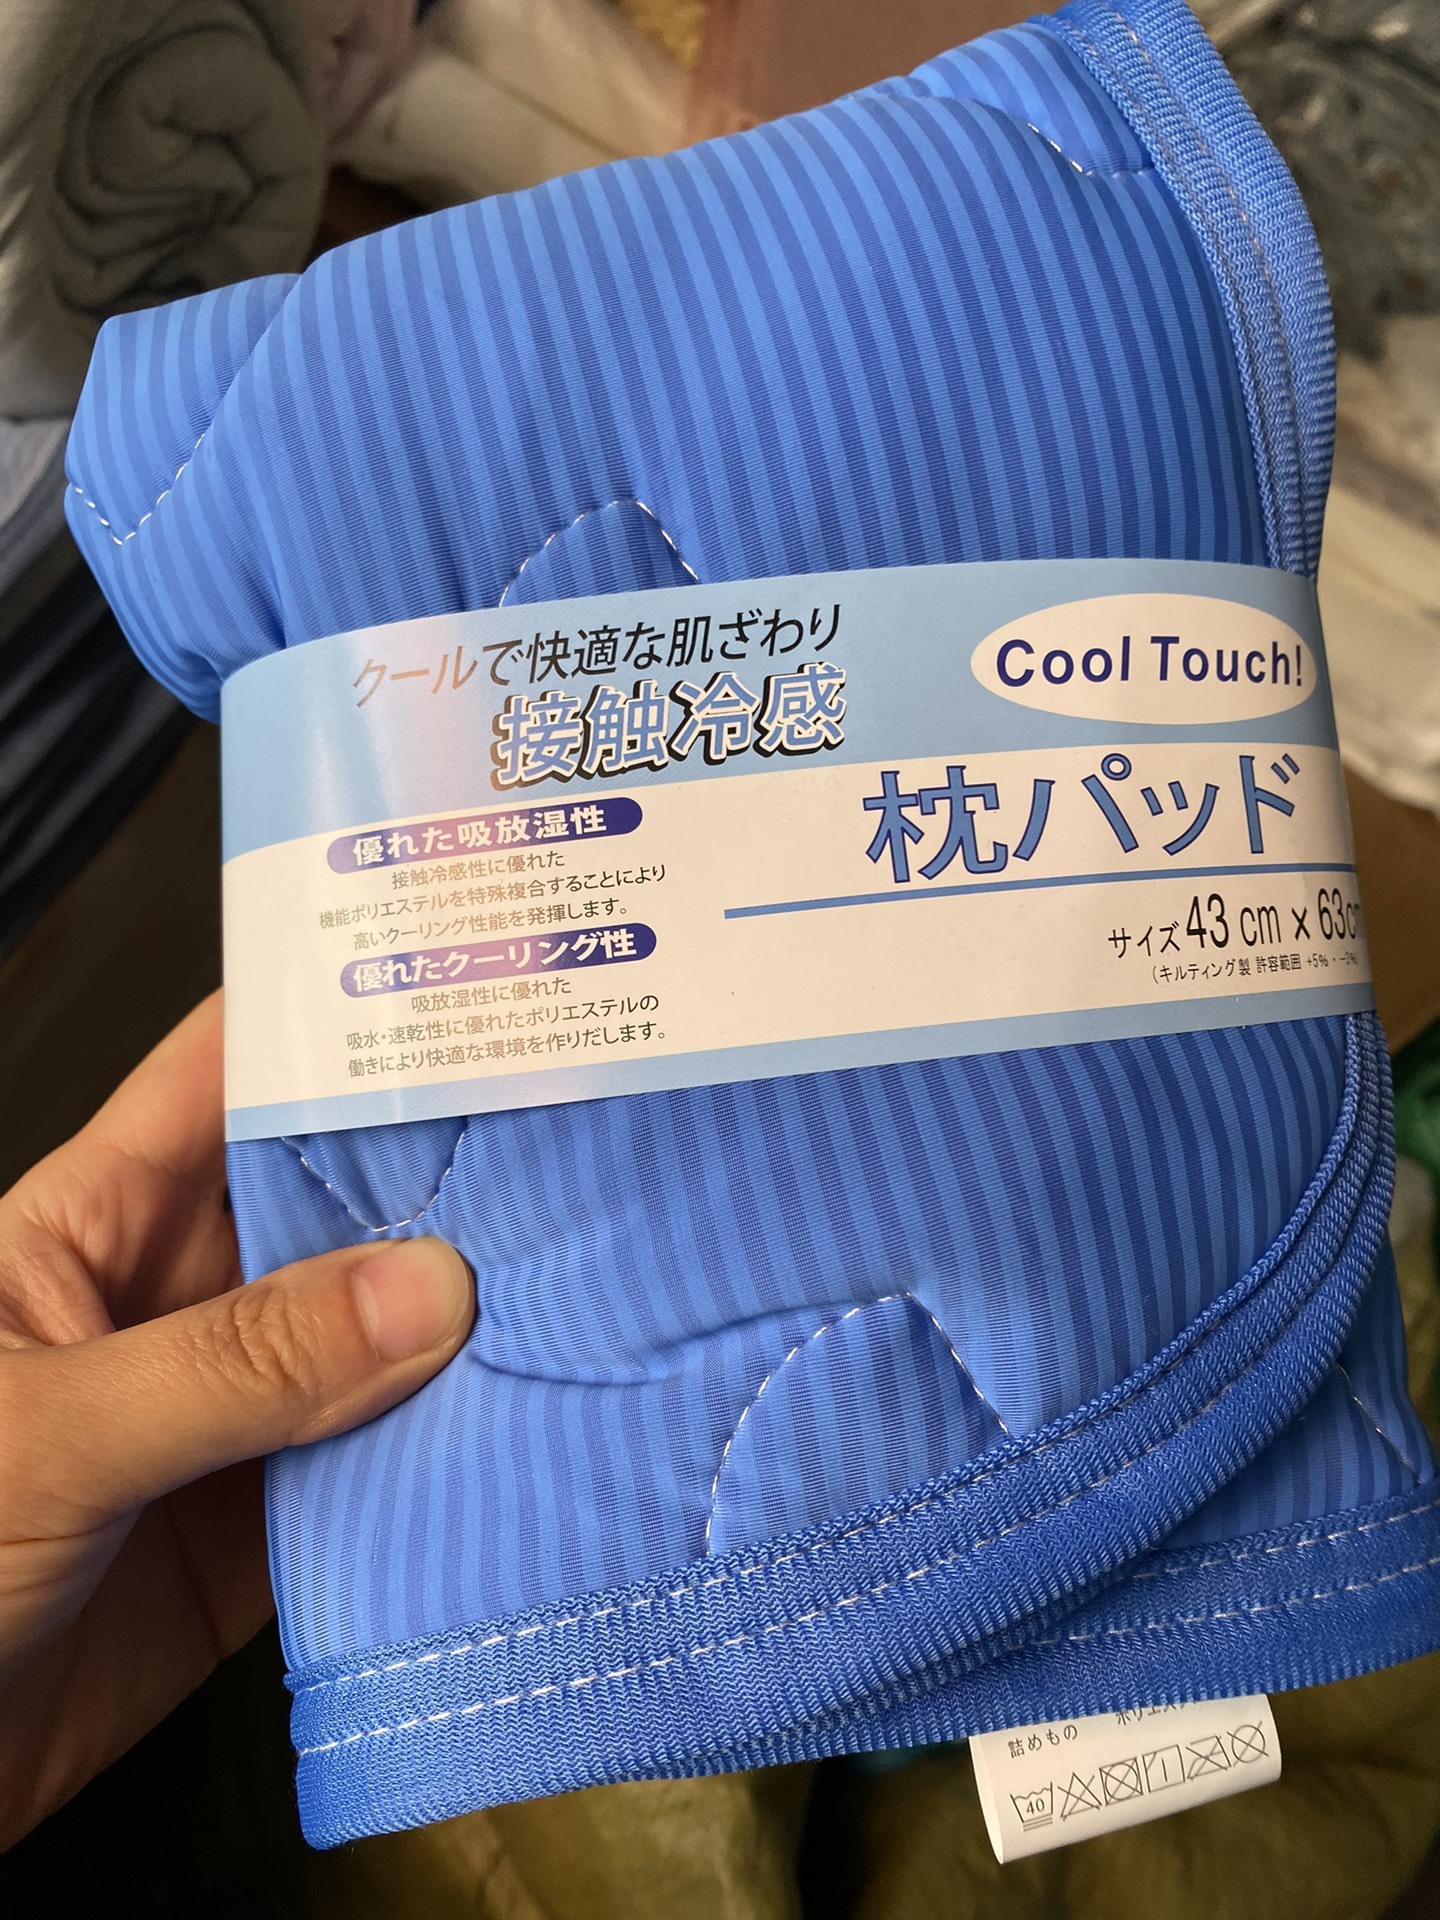 クールで快適な肌ざわり
接触冷感
Cool Touch!
枕パッド
サイズ 43 cm × 63c
(キルティング製 許容範囲 +5%・-3%
優れた吸放湿性
接触冷感性に優れた
機能ポリエステルを特殊複合することにより
高いクーリング性能を発揮します。
優れたクーリング性
吸放湿性に優れた
吸水・速乾性に優れたポリエステルの
働きにより快適な環境を作りだします。
詰めもの
40